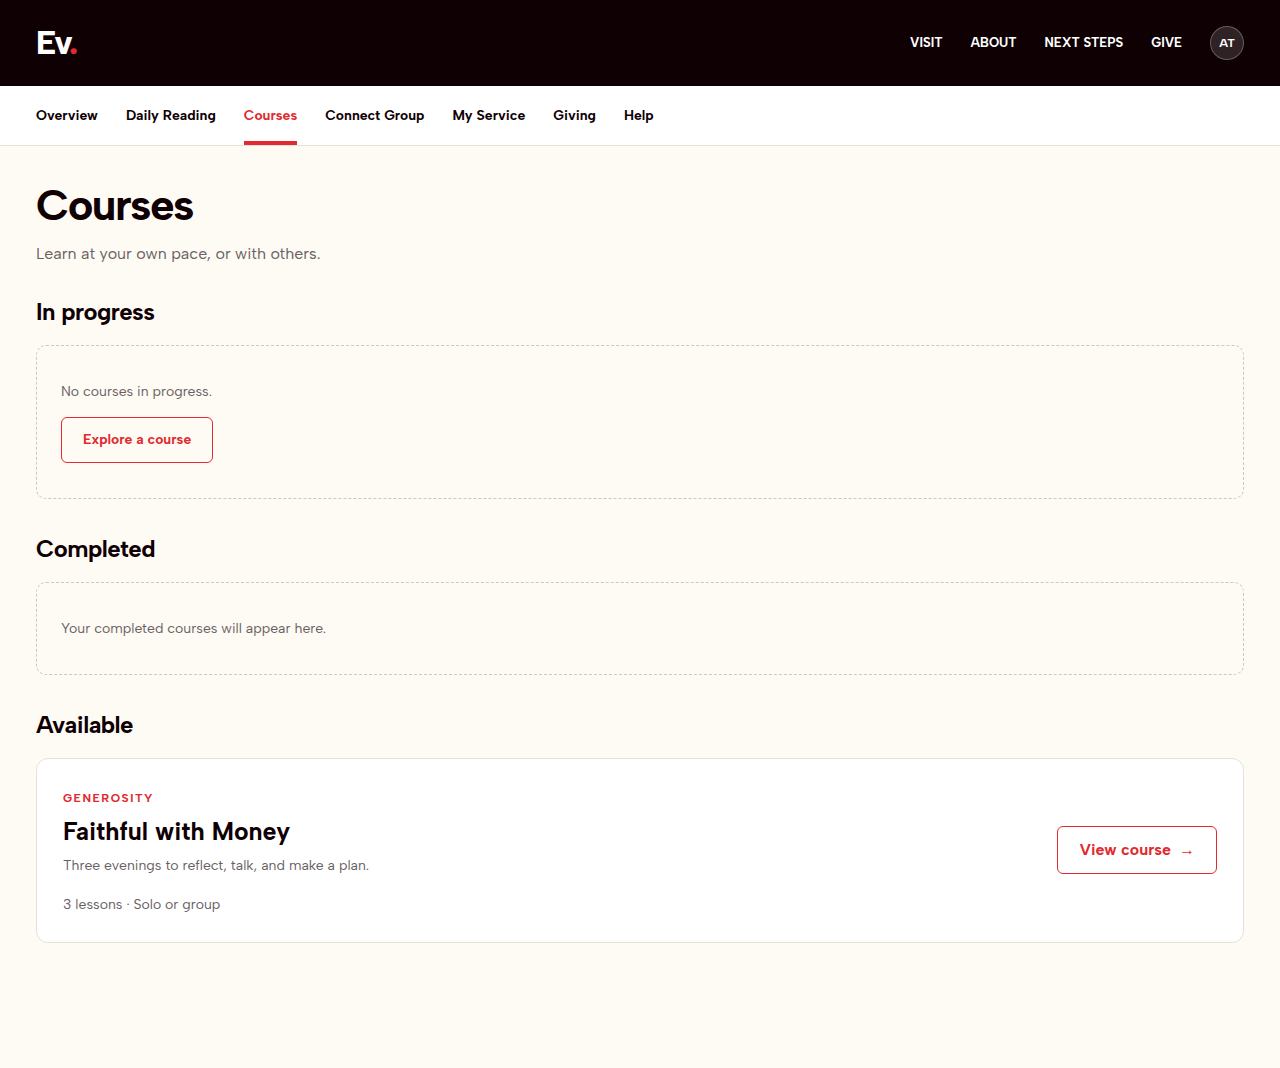 Ev.
VISIT
ABOUT
NEXT STEPS
GIVE
AT
Overview
Daily Reading
Courses
Connect Group
My Service
Giving
Help
Courses
Learn at your own pace, or with others.
In progress
No courses in progress.
Explore a course
Completed
Your completed courses will appear here.
Available
GENEROSITY
Faithful with Money
Three evenings to reflect, talk, and make a plan.
3 lessons · Solo or group
View course →